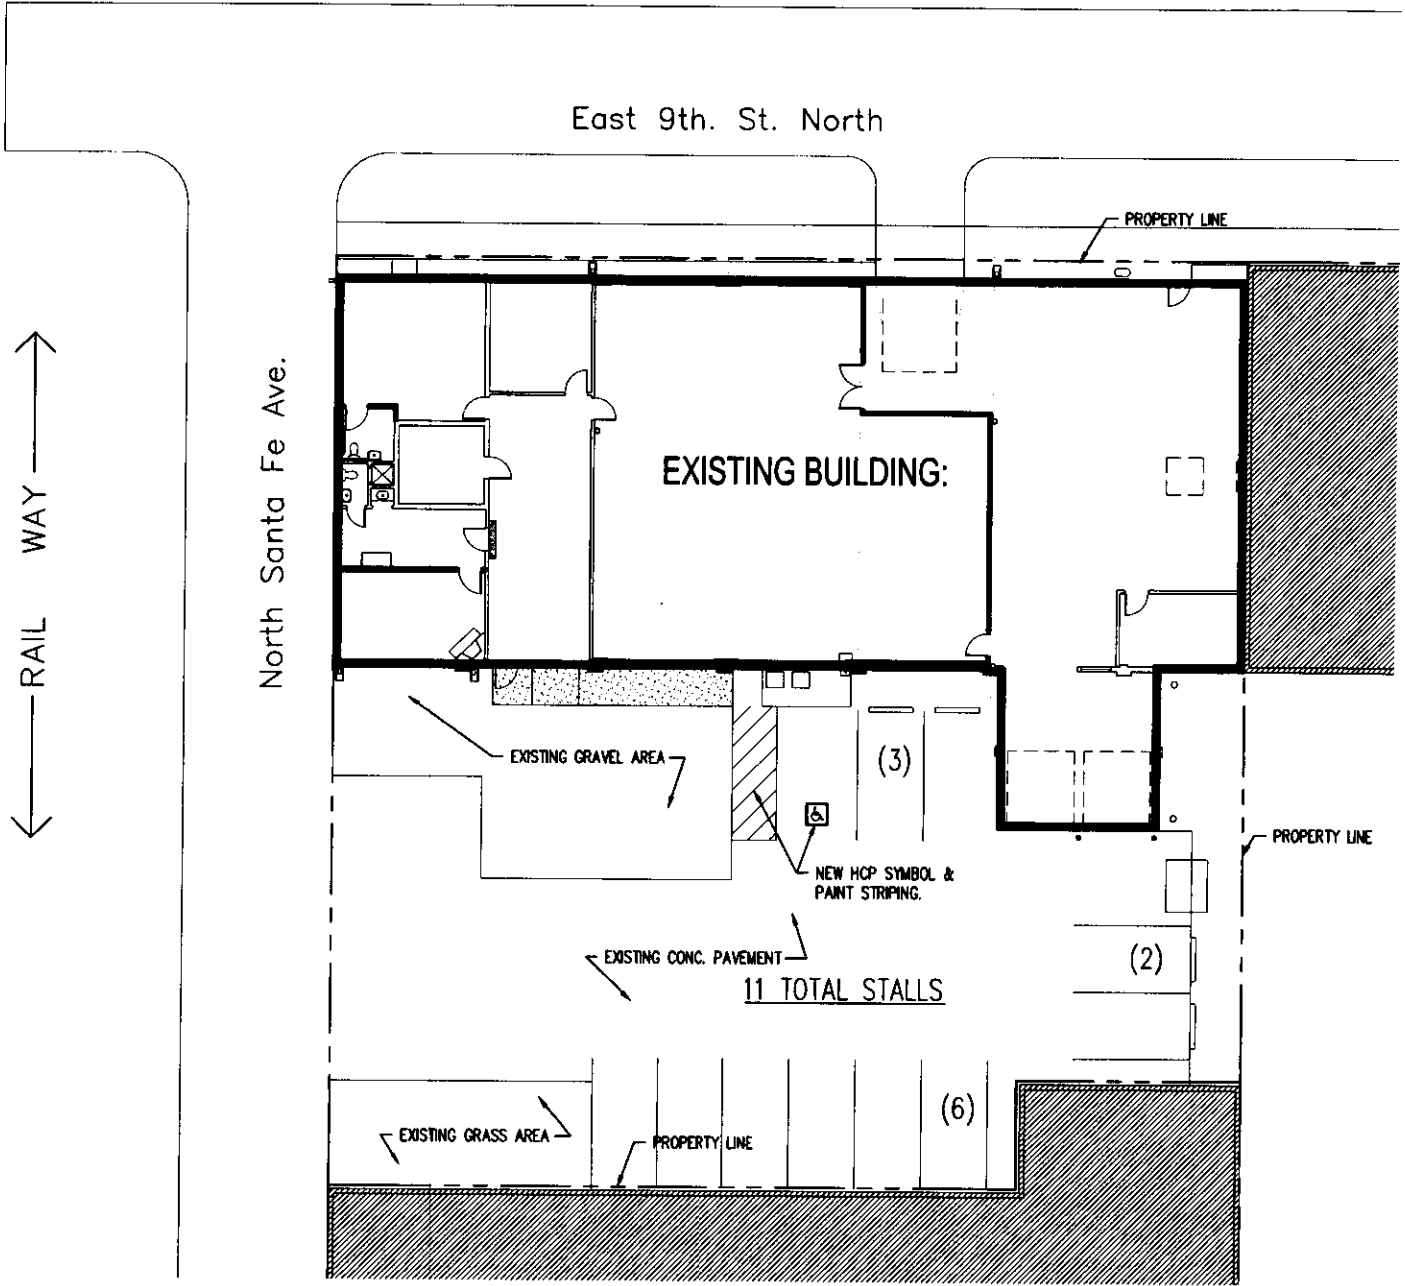 East 9th. St. North
PROPERTY LINE
RAIL WAY
North Santa Fe Ave.
EXISTING BUILDING:
EXISTING GRAVEL AREA
(3)
NEW HCP SYMBOL &
PAINT STRIPING.
PROPERTY LINE
EXISTING CONC. PAVEMENT
(2)
11 TOTAL STALLS
(6)
EXISTING GRASS AREA
PROPERTY LINE